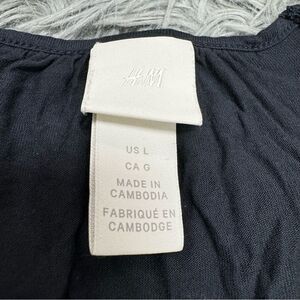 H&M
US L
CA G
MADE IN
CAMBODIA
FABRIQUÉ EN
CAMBODGE